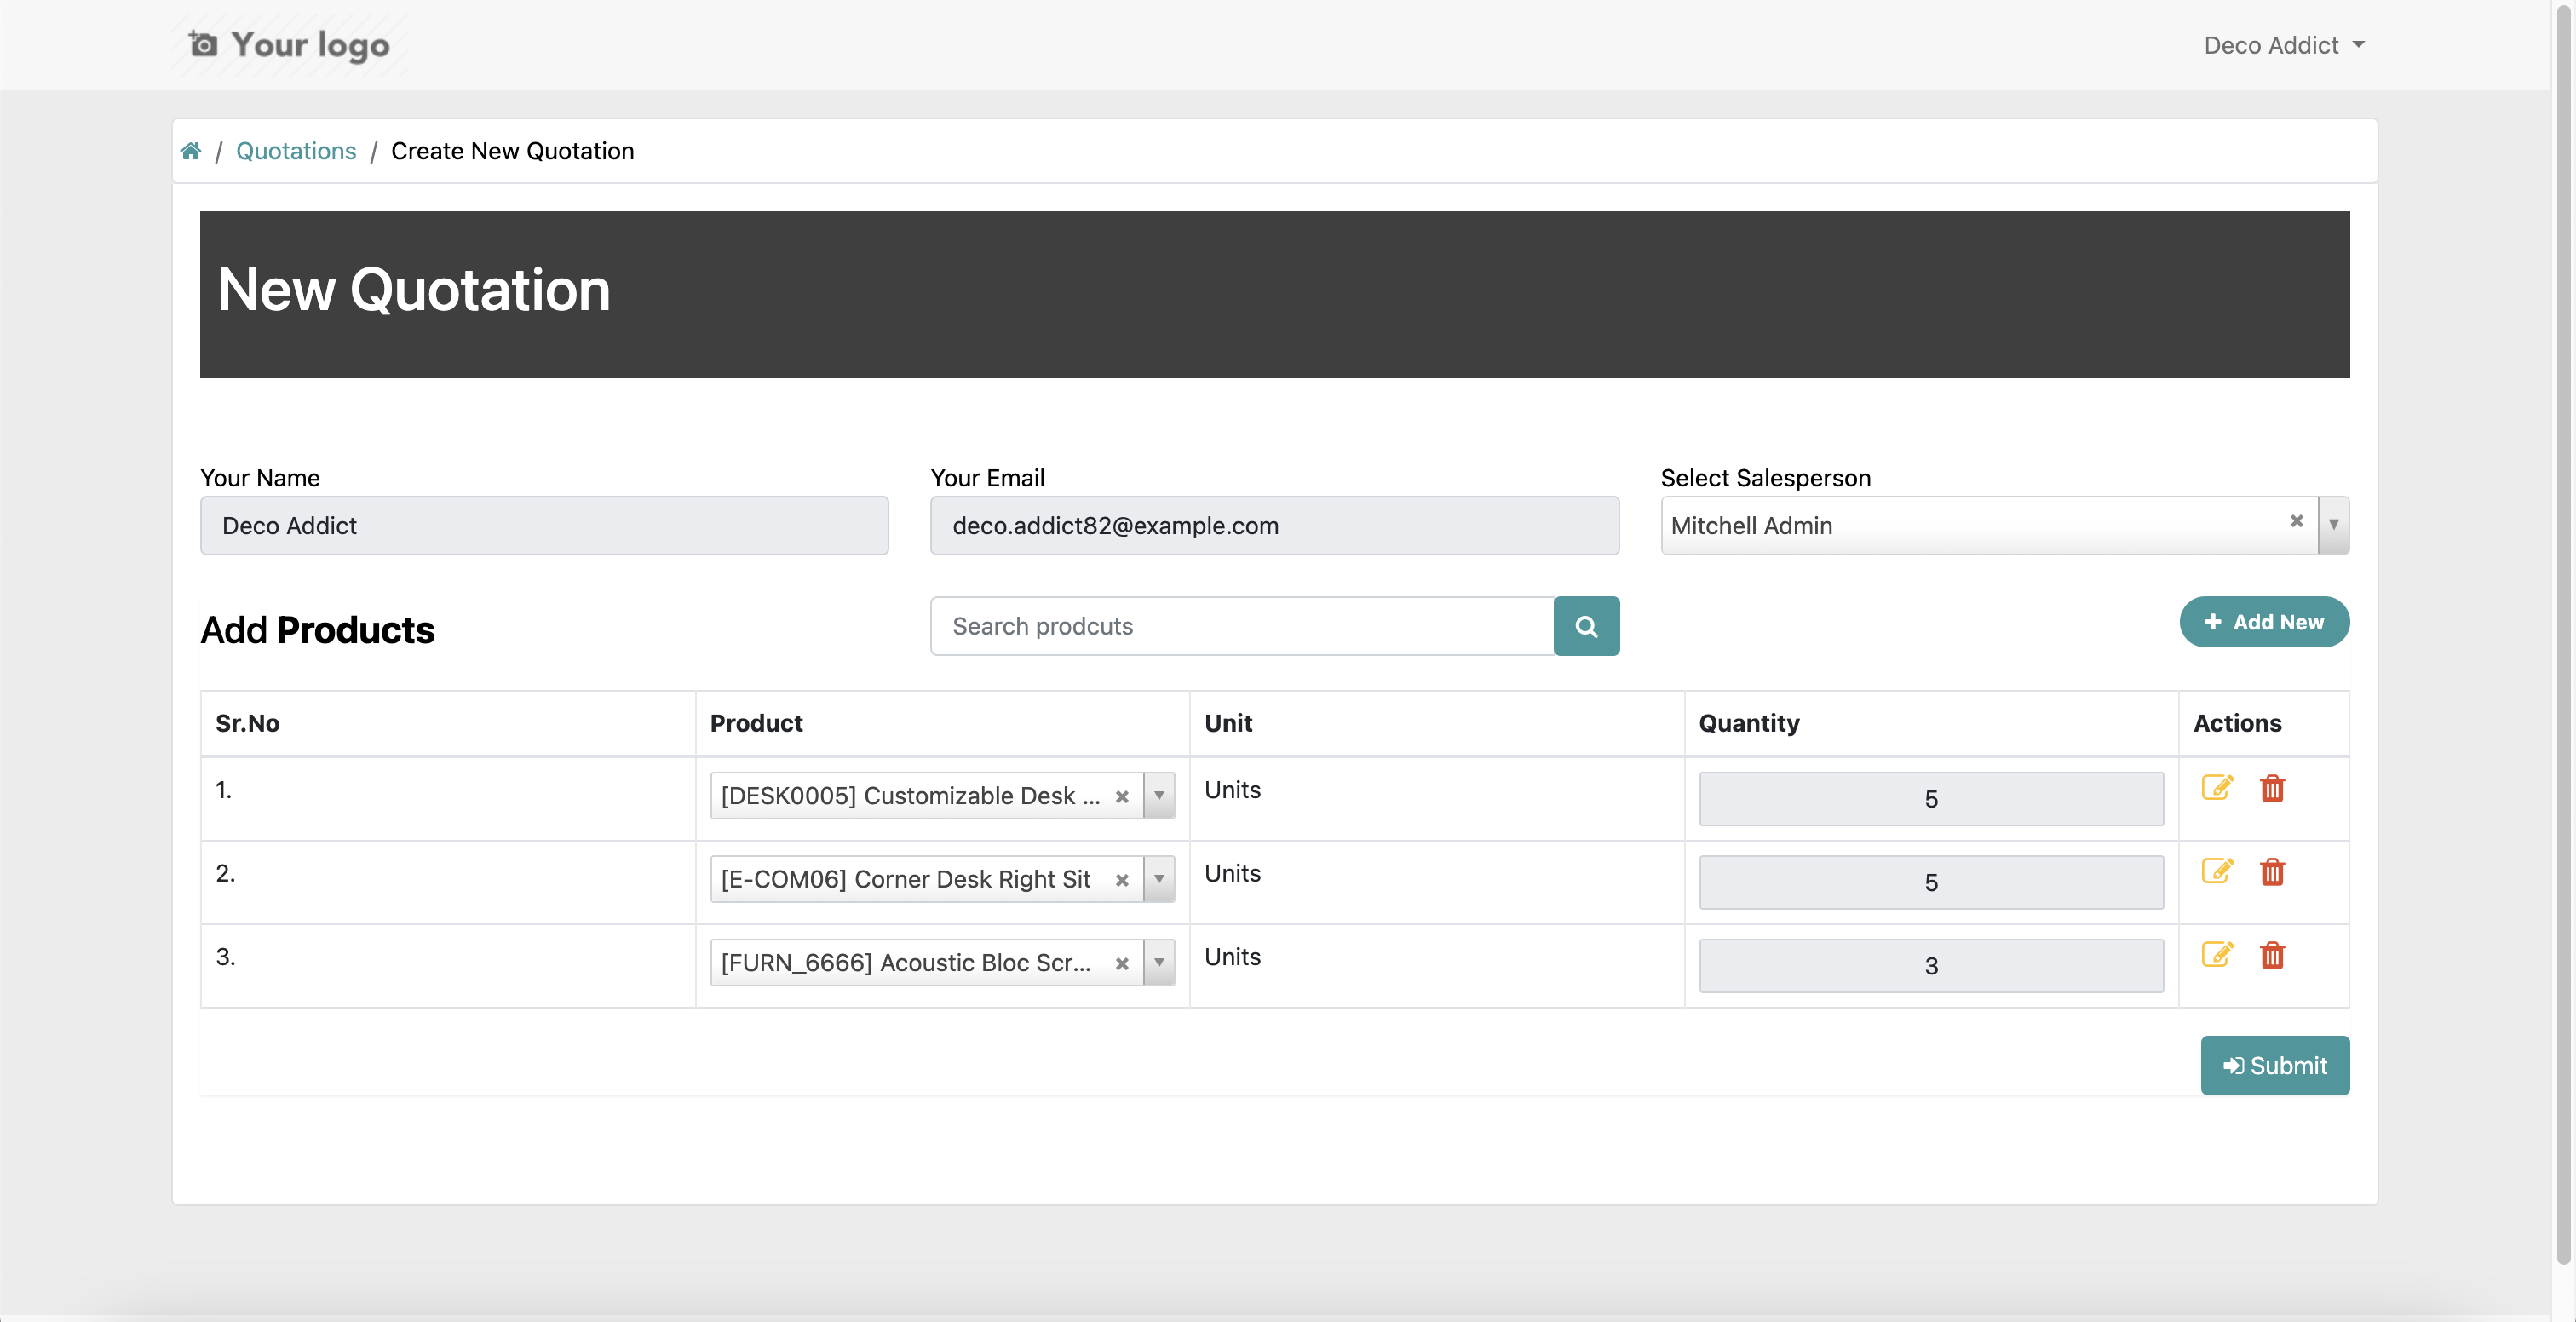 Your logo
Deco Addict
/ Quotations / Create New Quotation
New Quotation
Your Name
Your Email
Select Salesperson
Deco Addict
deco.addict82@example.com
Mitchell Admin
Add Products
Search prodcuts
Add New
Sr.No Product Unit Quantity Actions
1. [DESK0005] Customizable Desk ... Units 5
2. [E-COM06] Corner Desk Right Sit Units 5
3. [FURN_6666] Acoustic Bloc Scr... Units 3
Submit